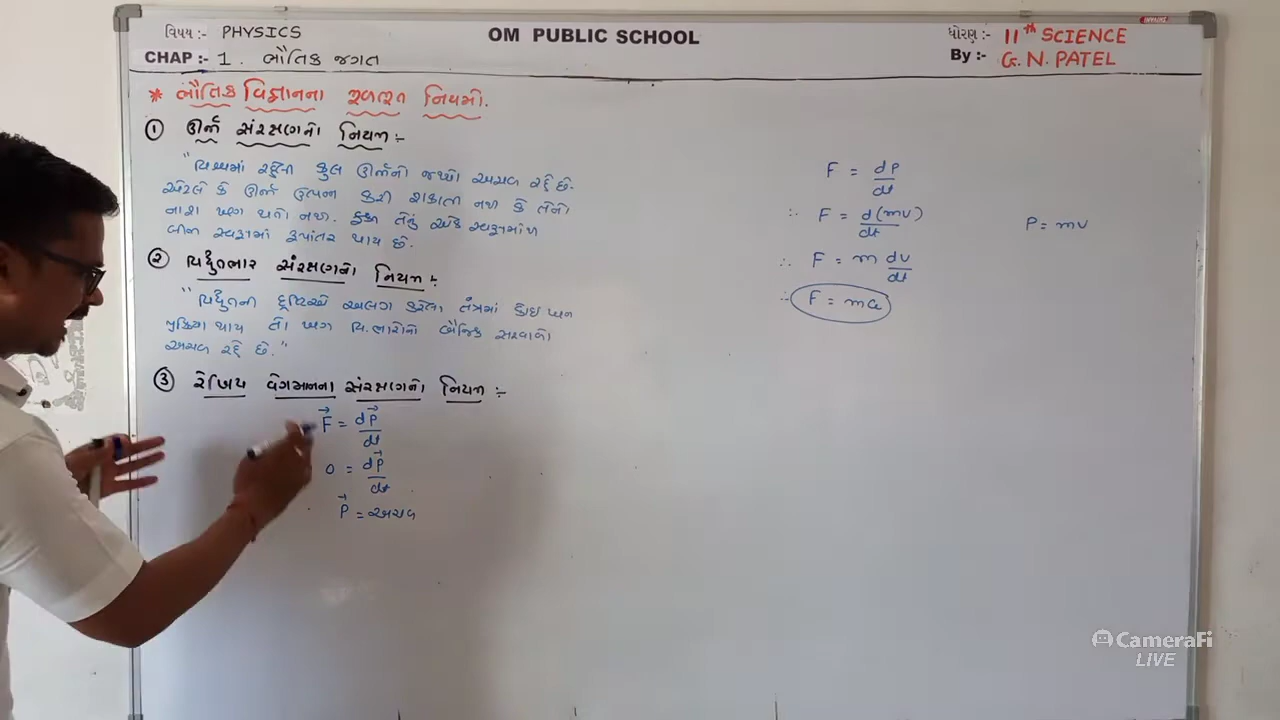 વિષય :- PHYSICS
OM PUBLIC SCHOOL
ધોરણ :- 11th SCIENCE
CHAP :- 1. ભૌતિક જગત
By :- G. N. PATEL
* ભૌતિક વિજ્ઞાનના મૂળભૂત નિયમો.
① ઊર્જા સંરક્ષણનો નિયમ :-
"વિશ્વમાં રહેલી કુલ ઊર્જાનો જથ્થો અચળ રહે છે.
એટલે કે ઊર્જા ઉત્પન્ન કરી શકાતી નથી કે તેનો
નાશ પણ થતો નથી. ફક્ત તેનું એક સ્વરૂપમાંથી
બીજા સ્વરૂપમાં રૂપાંતર થાય છે.
② વિદ્યુતભાર સંરક્ષણનો નિયમ :-
"વિદ્યુતની દૃષ્ટિએ અલગ કરેલા તંત્રમાં કોઇ પણ
પ્રક્રિયા થાય તો પણ વિ.ભારોનો બૈજિક સરવાળો
અચળ રહે છે."
③ રેખિય વેગમાનના સંરક્ષણનો નિયમ :-
F⃗ = dP⃗/dt
0 = dP⃗/dt
P⃗ = અચળ
F = dP/dt
∴ F = d(mv)/dt
P = mv
∴ F = m dv/dt
∴ F = ma
CameraFi
LIVE